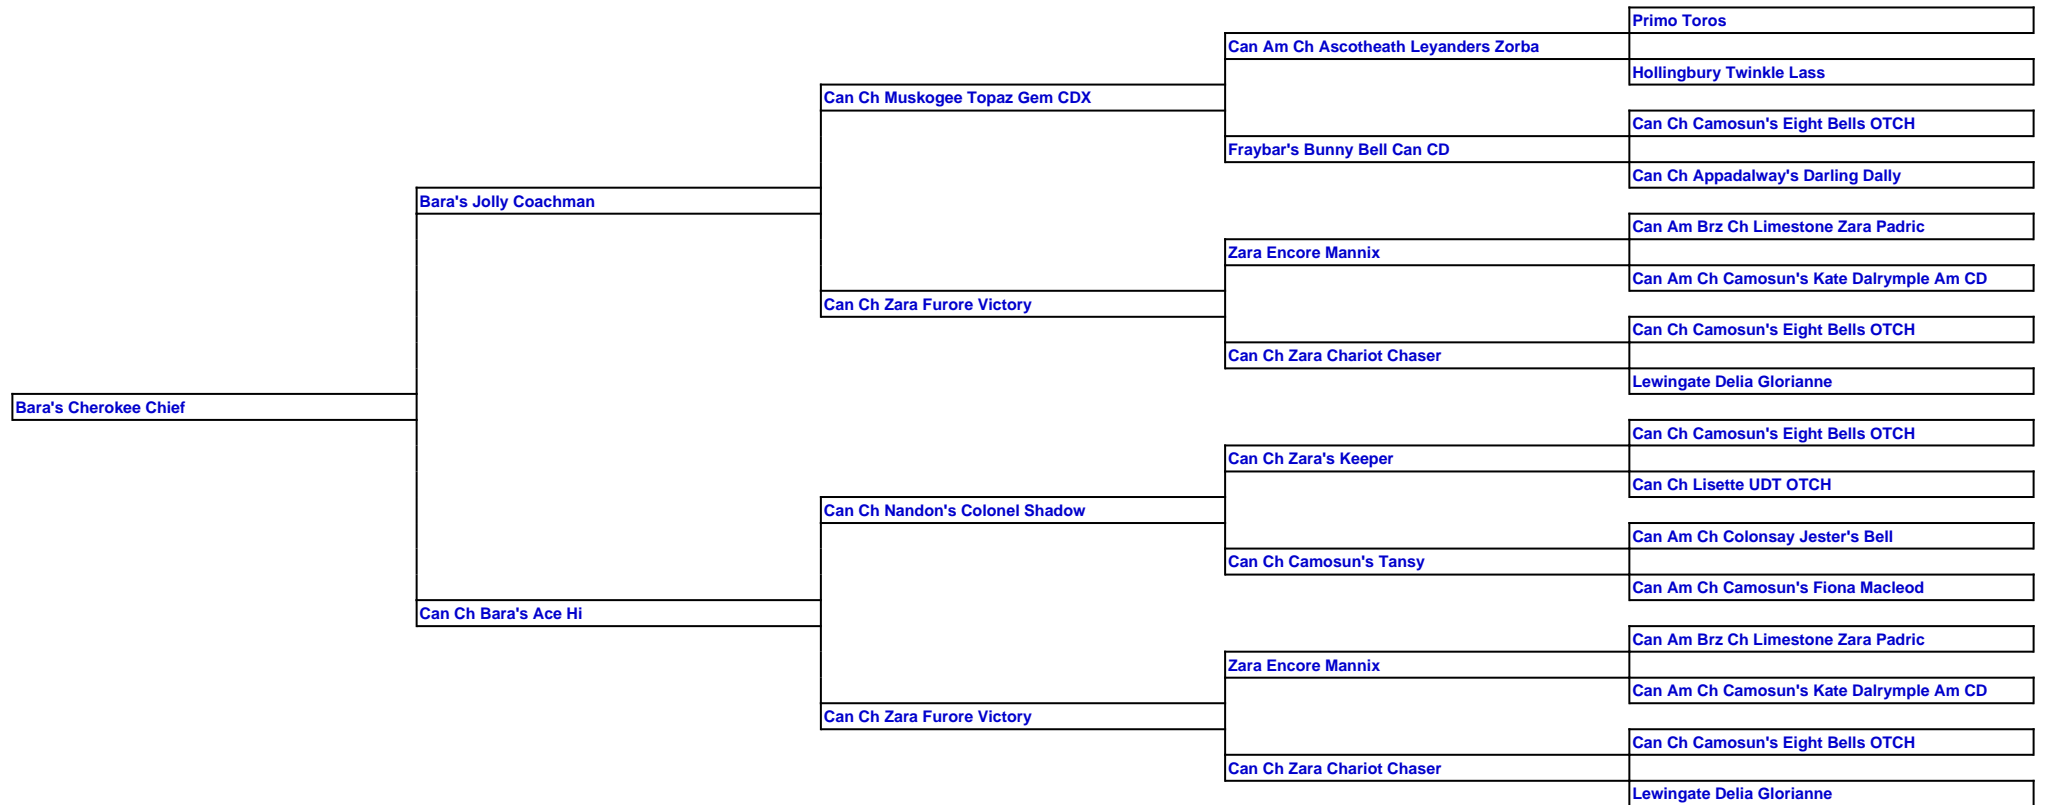 Primo Toros
Can Am Ch Ascotheath Leyanders Zorba
Hollingbury Twinkle Lass
Can Ch Muskogee Topaz Gem CDX
Can Ch Camosun's Eight Bells OTCH
Fraybar's Bunny Bell Can CD
Can Ch Appadalway's Darling Dally
Bara's Jolly Coachman
Can Am Brz Ch Limestone Zara Padric
Zara Encore Mannix
Can Am Ch Camosun's Kate Dalrymple Am CD
Can Ch Zara Furore Victory
Can Ch Camosun's Eight Bells OTCH
Can Ch Zara Chariot Chaser
Lewingate Delia Glorianne
Bara's Cherokee Chief
Can Ch Camosun's Eight Bells OTCH
Can Ch Zara's Keeper
Can Ch Lisette UDT OTCH
Can Ch Nandon's Colonel Shadow
Can Am Ch Colonsay Jester's Bell
Can Ch Camosun's Tansy
Can Am Ch Camosun's Fiona Macleod
Can Ch Bara's Ace Hi
Can Am Brz Ch Limestone Zara Padric
Zara Encore Mannix
Can Am Ch Camosun's Kate Dalrymple Am CD
Can Ch Zara Furore Victory
Can Ch Camosun's Eight Bells OTCH
Can Ch Zara Chariot Chaser
Lewingate Delia Glorianne